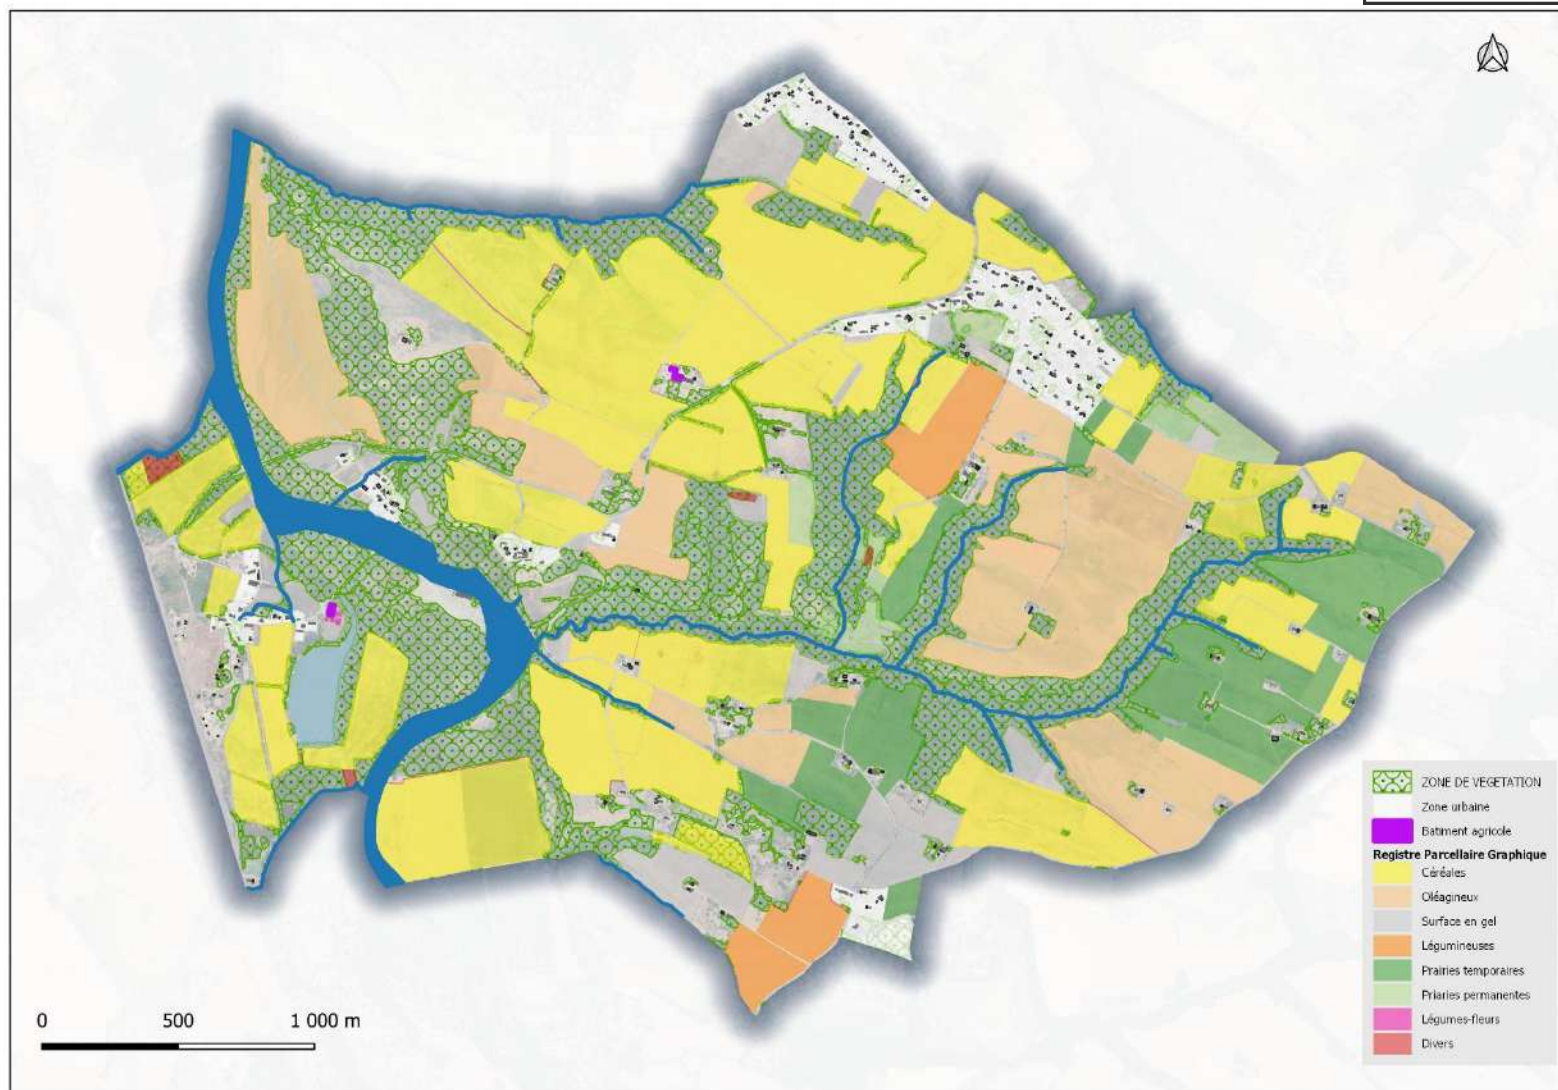 ZONE DE VEGETATION
Zone urbaine
Batiment agricole
Registre Parcellaire Graphique
Céréales
Oléagineux
Surface en gel
Légumineuses
Prairies temporaires
Priaries permanentes
Légumes-fleurs
Divers
0 500 1 000 m